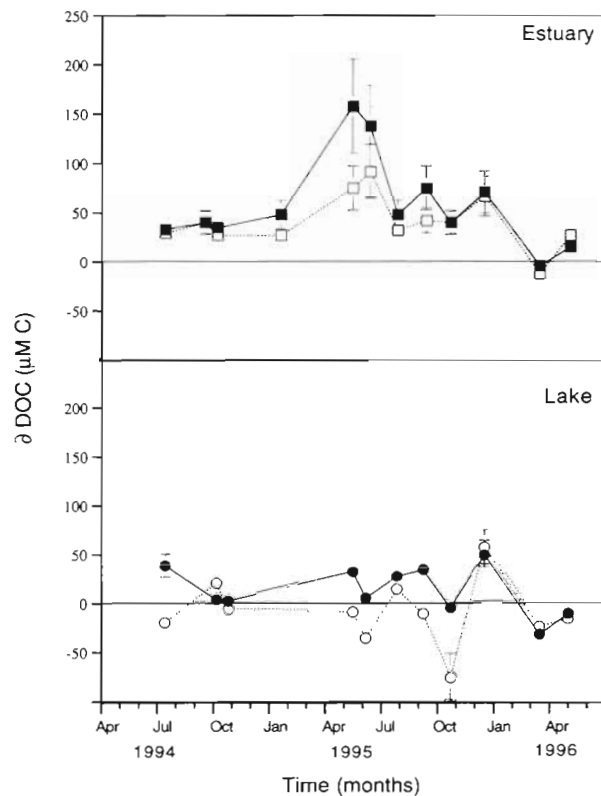 250
Estuary
200
150
100
50
0
-50
∂ DOC (µM C)
Lake
200
150
100
50
0
-50
Apr Jul Oct Jan Apr Jul Oct Jan Apr
1994 1995 1996
Time (months)